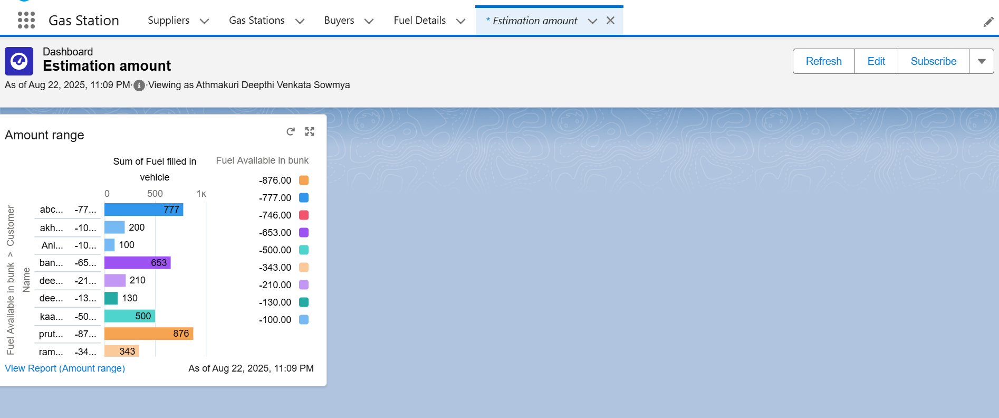 Gas Station
Suppliers
Gas Stations
Buyers
Fuel Details
* Estimation amount
Dashboard
Estimation amount
As of Aug 22, 2025, 11:09 PM·Viewing as Athmakuri Deepthi Venkata Sowmya
Refresh
Edit
Subscribe
Amount range
Sum of Fuel filled in
vehicle
0 500 1K
Fuel Available in bunk > Customer
Name
abc... -77... 777
akh... -10... 200
Ani... -10... 100
ban... -65... 653
dee... -21... 210
dee... -13... 130
kaa... -50... 500
prut... -87... 876
ram... -34... 343
Fuel Available in bunk
-876.00
-777.00
-746.00
-653.00
-500.00
-343.00
-210.00
-130.00
-100.00
View Report (Amount range)
As of Aug 22, 2025, 11:09 PM